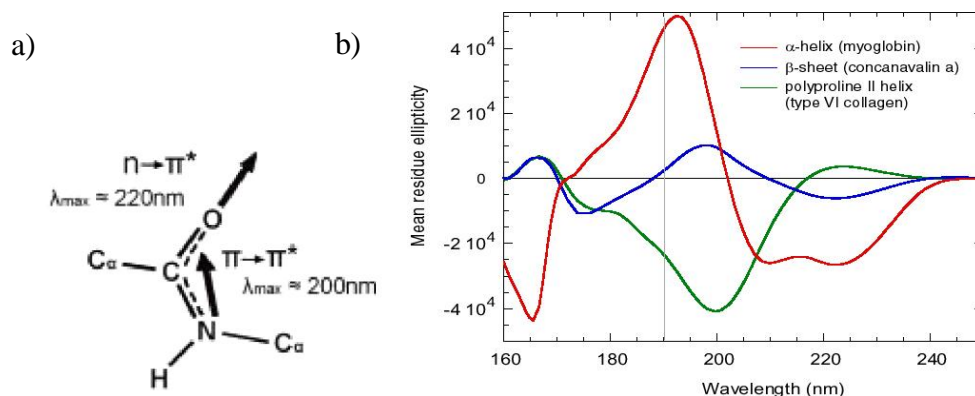 a)
n→π*
λmax ≈ 220nm
O
Cα
C
π→π*
λmax ≈ 200nm
N
Cα
H
b)
Mean residue ellipticity
4 10⁴
2 10⁴
0
-2 10⁴
-4 10⁴
α-helix (myoglobin)
β-sheet (concanavalin a)
polyproline II helix
(type VI collagen)
160 180 200 220 240
Wavelength (nm)